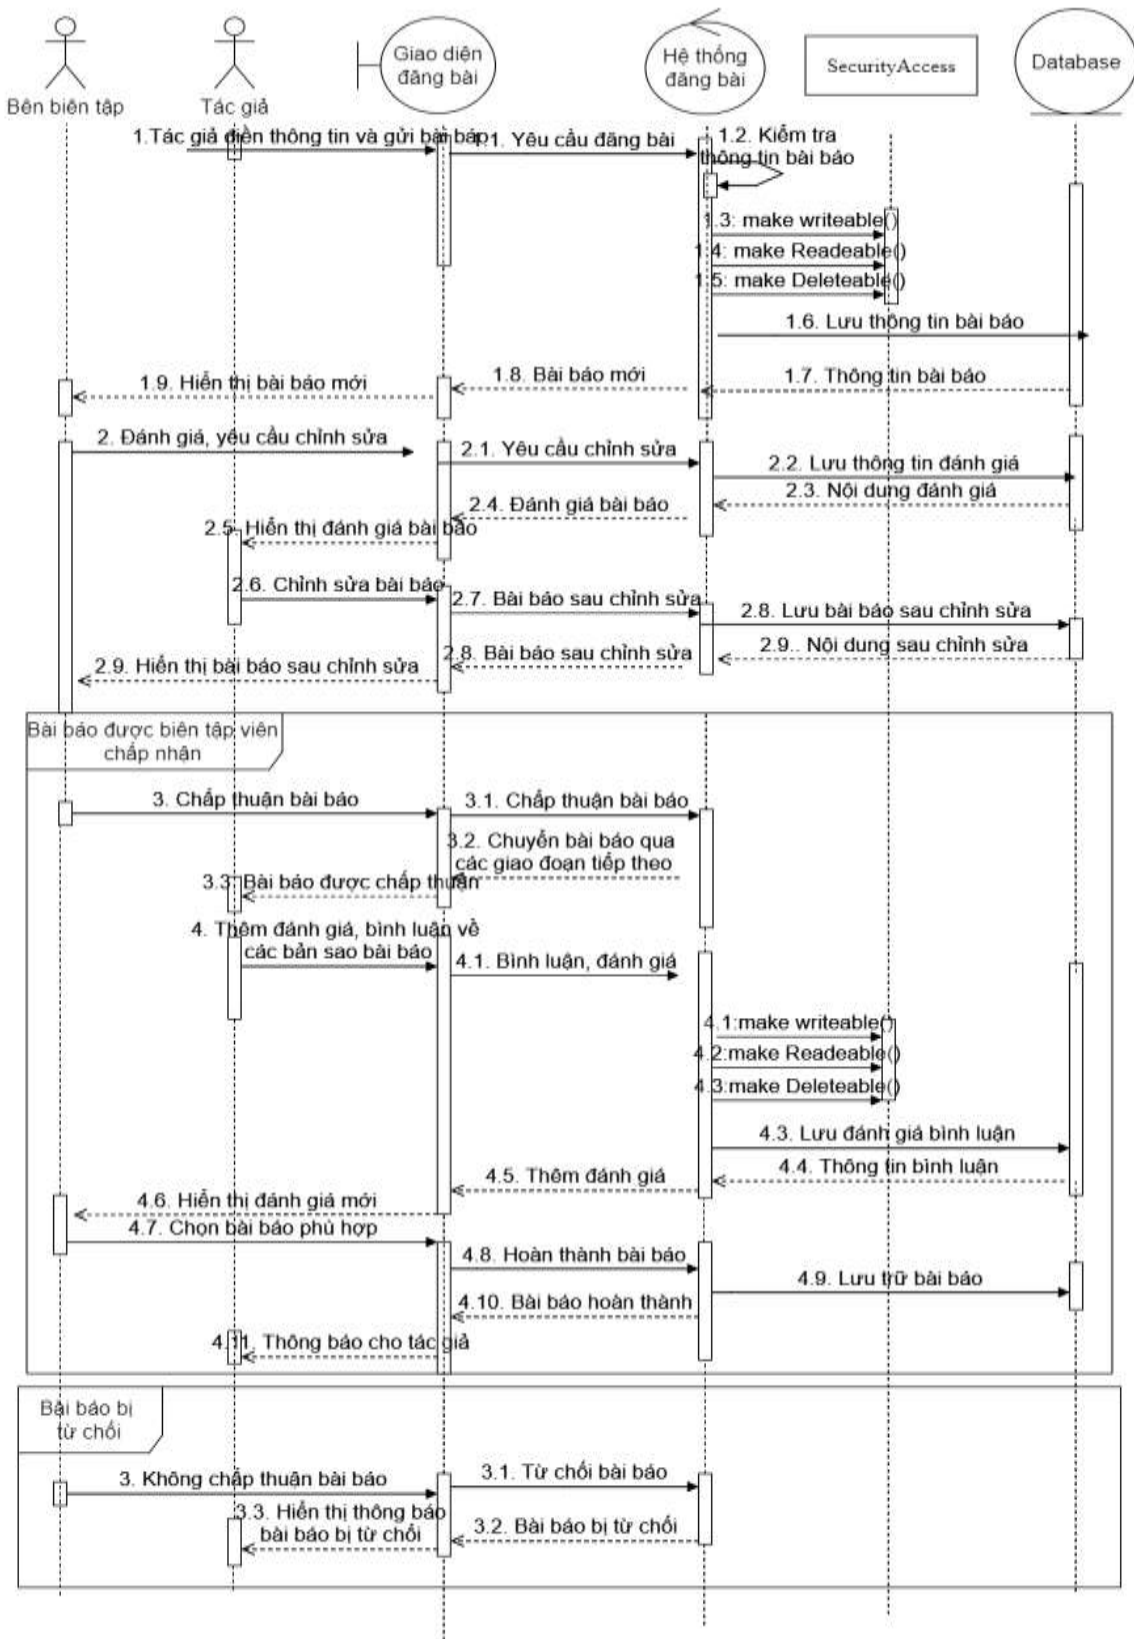 Bên biên tập
Tác giả
Giao diện
đăng bài
Hệ thống
đăng bài
SecurityAccess
Database
1.Tác giả điền thông tin và gửi bài báo
1.1. Yêu cầu đăng bài
1.2. Kiểm tra
thông tin bài báo
1.3: make writeable()
1.4: make Readeable()
1.5: make Deleteable()
1.6. Lưu thông tin bài báo
1.7. Thông tin bài báo
1.8. Bài báo mới
1.9. Hiển thị bài báo mới
2. Đánh giá, yêu cầu chỉnh sửa
2.1. Yêu cầu chỉnh sửa
2.2. Lưu thông tin đánh giá
2.3. Nội dung đánh giá
2.4. Đánh giá bài báo
2.5. Hiển thị đánh giá bài báo
2.6. Chỉnh sửa bài báo
2.7. Bài báo sau chỉnh sửa
2.8. Lưu bài báo sau chỉnh sửa
2.9.. Nội dung sau chỉnh sửa
2.8. Bài báo sau chỉnh sửa
2.9. Hiển thị bài báo sau chỉnh sửa
Bài báo được biên tập viên
chấp nhận
3. Chấp thuận bài báo
3.1. Chấp thuận bài báo
3.2. Chuyển bài báo qua
các giao đoạn tiếp theo
3.3. Bài báo được chấp thuận
4. Thêm đánh giá, bình luận về
các bản sao bài báo
4.1. Bình luận, đánh giá
4.1:make writeable()
4.2:make Readeable()
4.3:make Deleteable()
4.3. Lưu đánh giá bình luận
4.4. Thông tin bình luận
4.5. Thêm đánh giá
4.6. Hiển thị đánh giá mới
4.7. Chọn bài báo phù hợp
4.8. Hoàn thành bài báo
4.9. Lưu trữ bài báo
4.10. Bài báo hoàn thành
4.11. Thông báo cho tác giả
Bài báo bị
từ chối
3. Không chấp thuận bài báo
3.1. Từ chối bài báo
3.2. Bài báo bị từ chối
3.3. Hiển thị thông báo
bài báo bị từ chối